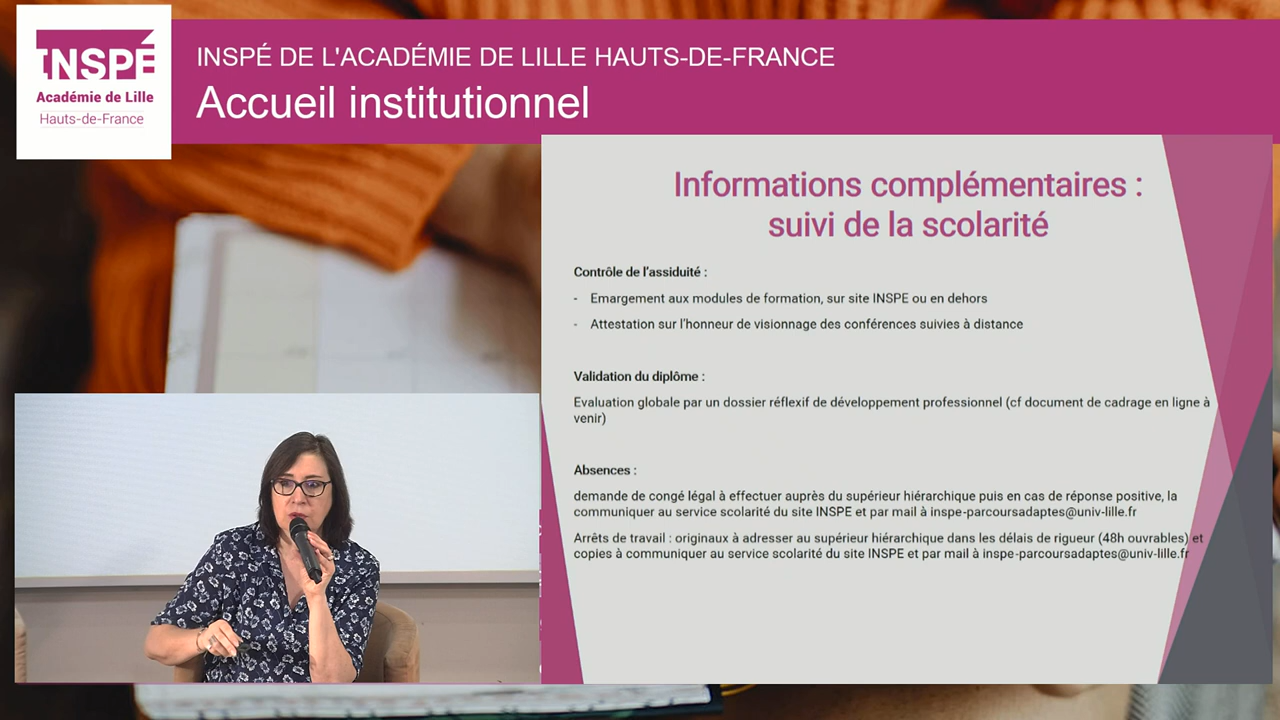 INSPÉ
Académie de Lille
Hauts-de-France
INSPÉ DE L'ACADÉMIE DE LILLE HAUTS-DE-FRANCE
Accueil institutionnel
Informations complémentaires :
suivi de la scolarité
Contrôle de l'assiduité :
- Emargement aux modules de formation, sur site INSPE ou en dehors
- Attestation sur l'honneur de visionnage des conférences suivies à distance
Validation du diplôme :
Evaluation globale par un dossier réflexif de développement professionnel (cf document de cadrage en ligne à
venir)
Absences :
demande de congé légal à effectuer auprès du supérieur hiérarchique puis en cas de réponse positive, la
communiquer au service scolarité du site INSPE et par mail à inspe-parcoursadaptes@univ-lille.fr
Arrêts de travail : originaux à adresser au supérieur hiérarchique dans les délais de rigueur (48h ouvrables) et
copies à communiquer au service scolarité du site INSPE et par mail à inspe-parcoursadaptes@univ-lille.fr